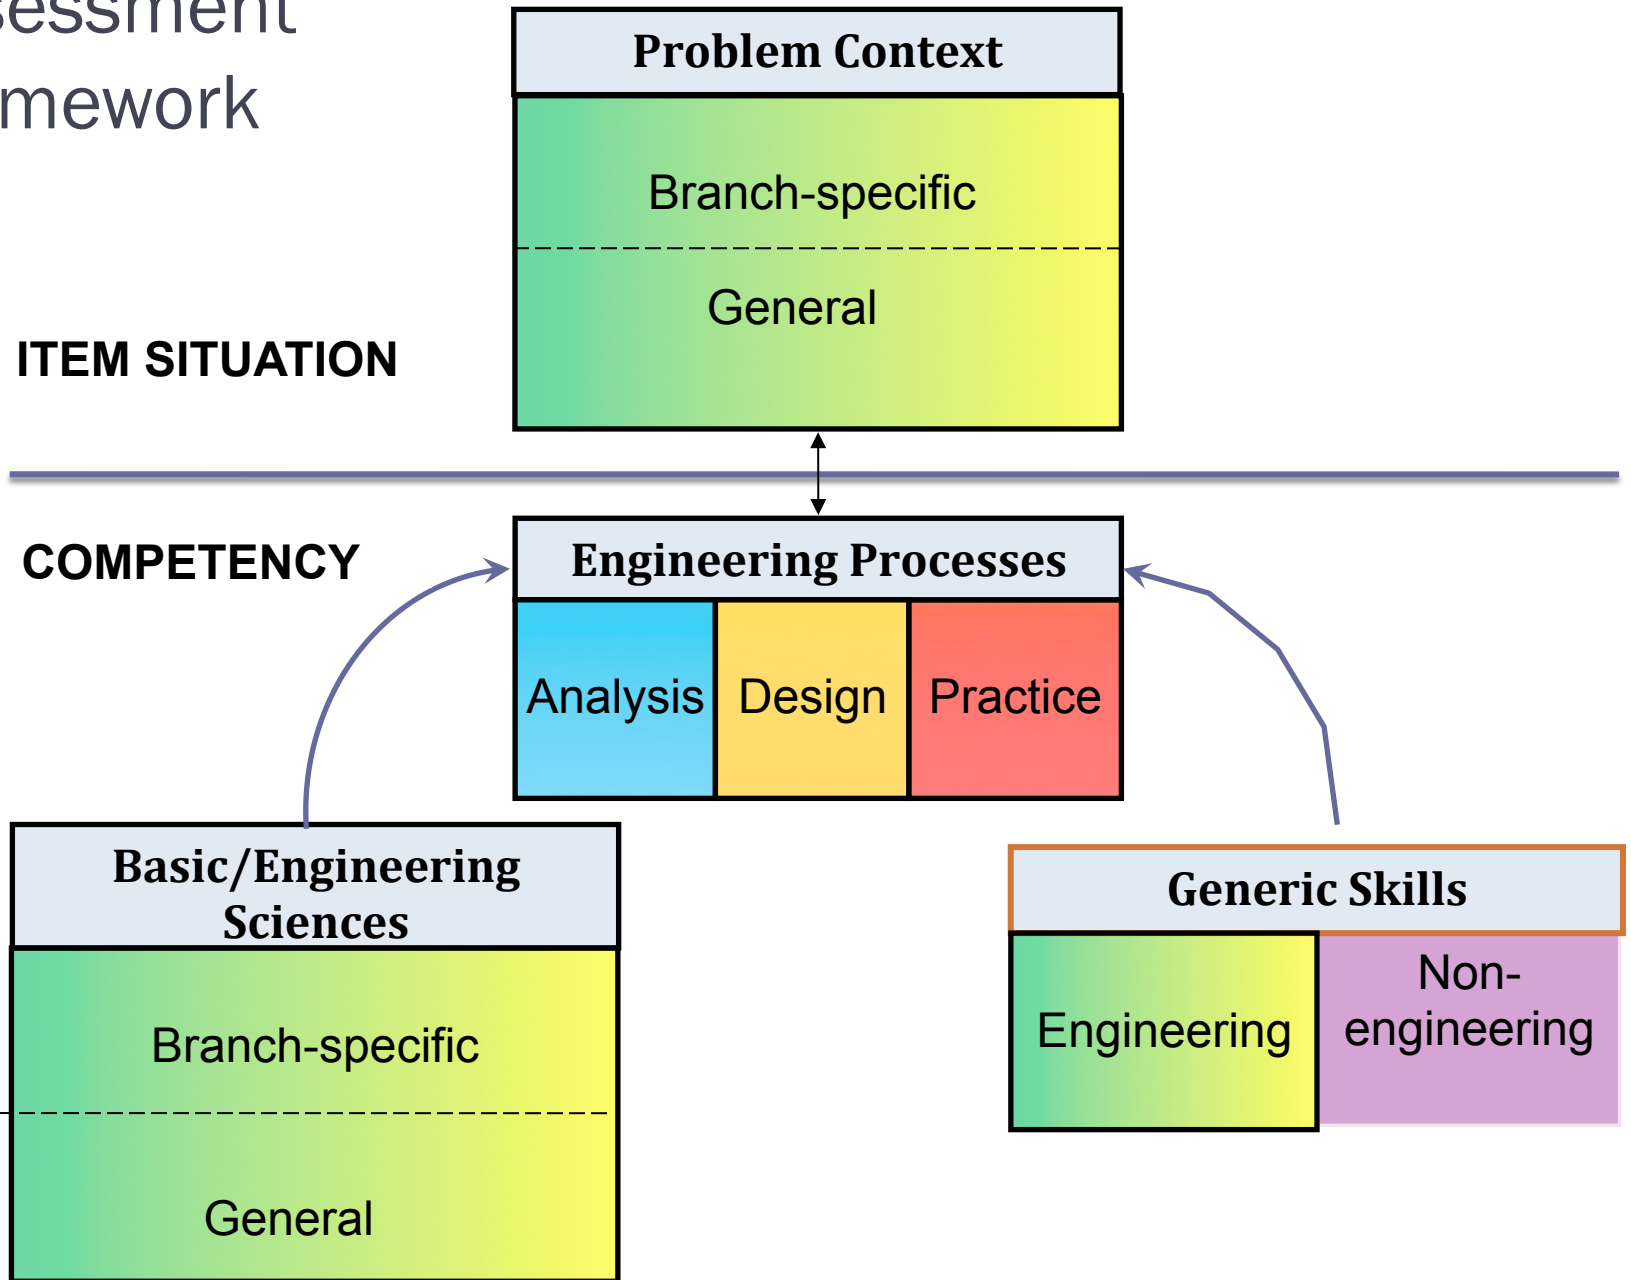 sessment
mework
Problem Context
Branch-specific
General
ITEM SITUATION
COMPETENCY
Engineering Processes
Analysis
Design
Practice
Basic/Engineering
Sciences
Branch-specific
General
Generic Skills
Engineering
Non-
engineering